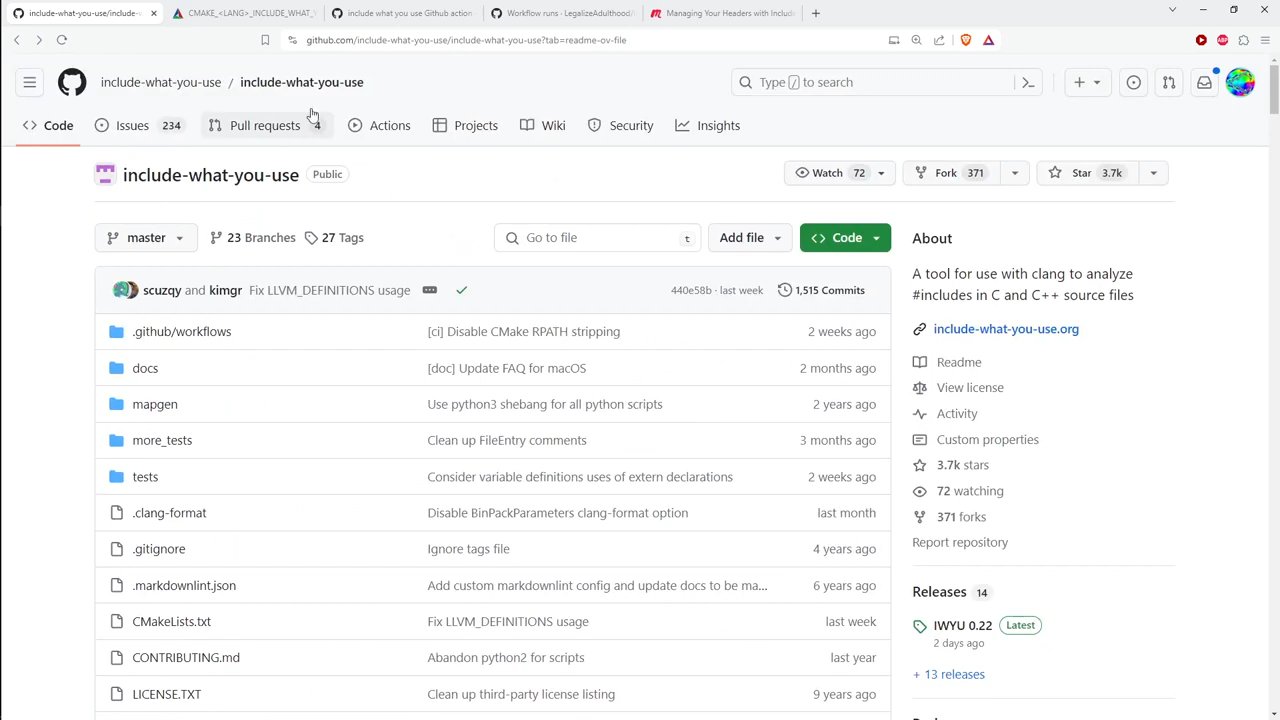 include-what-you-use/include-
CMAKE_<LANG>_INCLUDE_WHAT_
include what you use Github action
Workflow runs - LegalizeAdulthood/
Managing Your Headers with Includ
github.com/include-what-you-use/include-what-you-use?tab=readme-ov-file
include-what-you-use / include-what-you-use
Type / to search
Code
Issues 234
Pull requests 4
Actions
Projects
Wiki
Security
Insights
include-what-you-use Public
Watch 72
Fork 371
Star 3.7k
master
23 Branches
27 Tags
Go to file t
Add file
Code
scuzqy and kimgr Fix LLVM_DEFINITIONS usage
440e58b · last week
1,515 Commits
.github/workflows [ci] Disable CMake RPATH stripping 2 weeks ago
docs [doc] Update FAQ for macOS 2 months ago
mapgen Use python3 shebang for all python scripts 2 years ago
more_tests Clean up FileEntry comments 3 months ago
tests Consider variable definitions uses of extern declarations 2 weeks ago
.clang-format Disable BinPackParameters clang-format option last month
.gitignore Ignore tags file 4 years ago
.markdownlint.json Add custom markdownlint config and update docs to be ma... 6 years ago
CMakeLists.txt Fix LLVM_DEFINITIONS usage last week
CONTRIBUTING.md Abandon python2 for scripts last year
LICENSE.TXT Clean up third-party license listing 9 years ago
About
A tool for use with clang to analyze
#includes in C and C++ source files
include-what-you-use.org
Readme
View license
Activity
Custom properties
3.7k stars
72 watching
371 forks
Report repository
Releases 14
IWYU 0.22 Latest
2 days ago
+ 13 releases